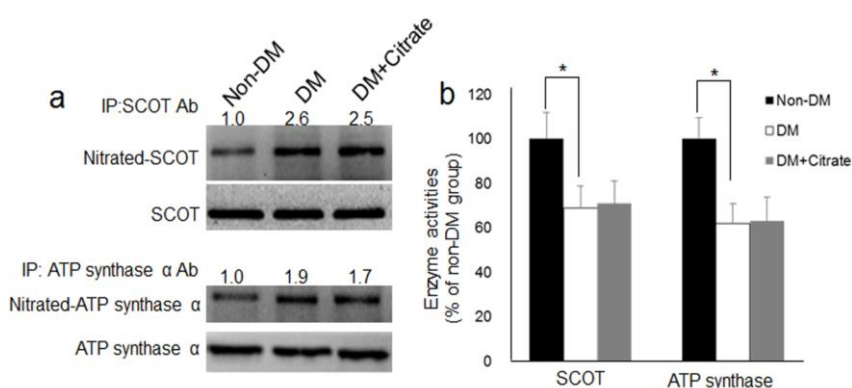 a
Non-DM
DM
DM+Citrate
IP:SCOT Ab
1.0 2.6 2.5
Nitrated-SCOT
SCOT
IP: ATP synthase α Ab
1.0 1.9 1.7
Nitrated-ATP synthase α
ATP synthase α
b
Enzyme activities
(% of non-DM group)
120
100
80
60
40
20
0
*
*
Non-DM
DM
DM+Citrate
SCOT
ATP synthase